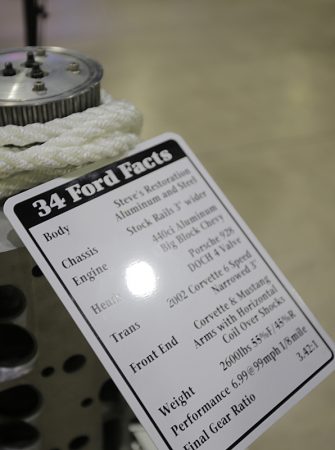 34 Ford Facts
Body Steve's Restoration
Aluminum and Steel
Chassis Stock Rails 3" wider
Engine 440ci Aluminum
Big Block Chevy
Heads Porsche 928
DOCH 4 Valve
Trans 2002 Corvette 6 Speed
Narrowed 3"
Front End Corvette & Mustang
Arms with Horizontal
Coil Over Shocks
Weight 2600lbs 55%F/45%R
Performance 6.99@99mph 1/8mile
Final Gear Ratio 3.42:1